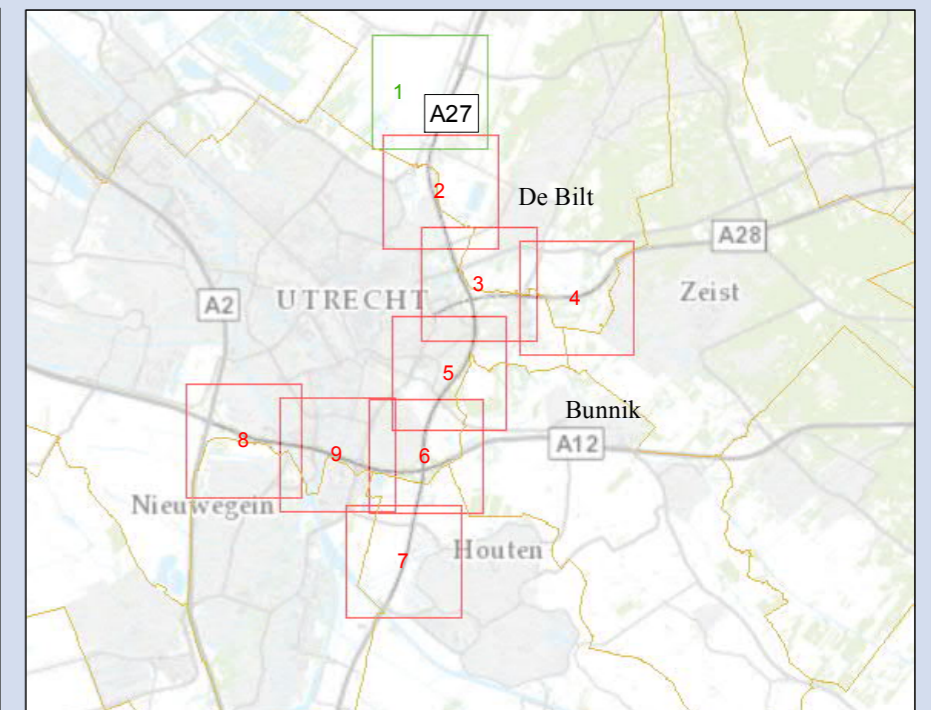 1
A27
2
De Bilt
A28
3
4
Zeist
UTRECHT
A2
5
Bunnik
8
9
6
A12
Nieuwegein
Houten
7